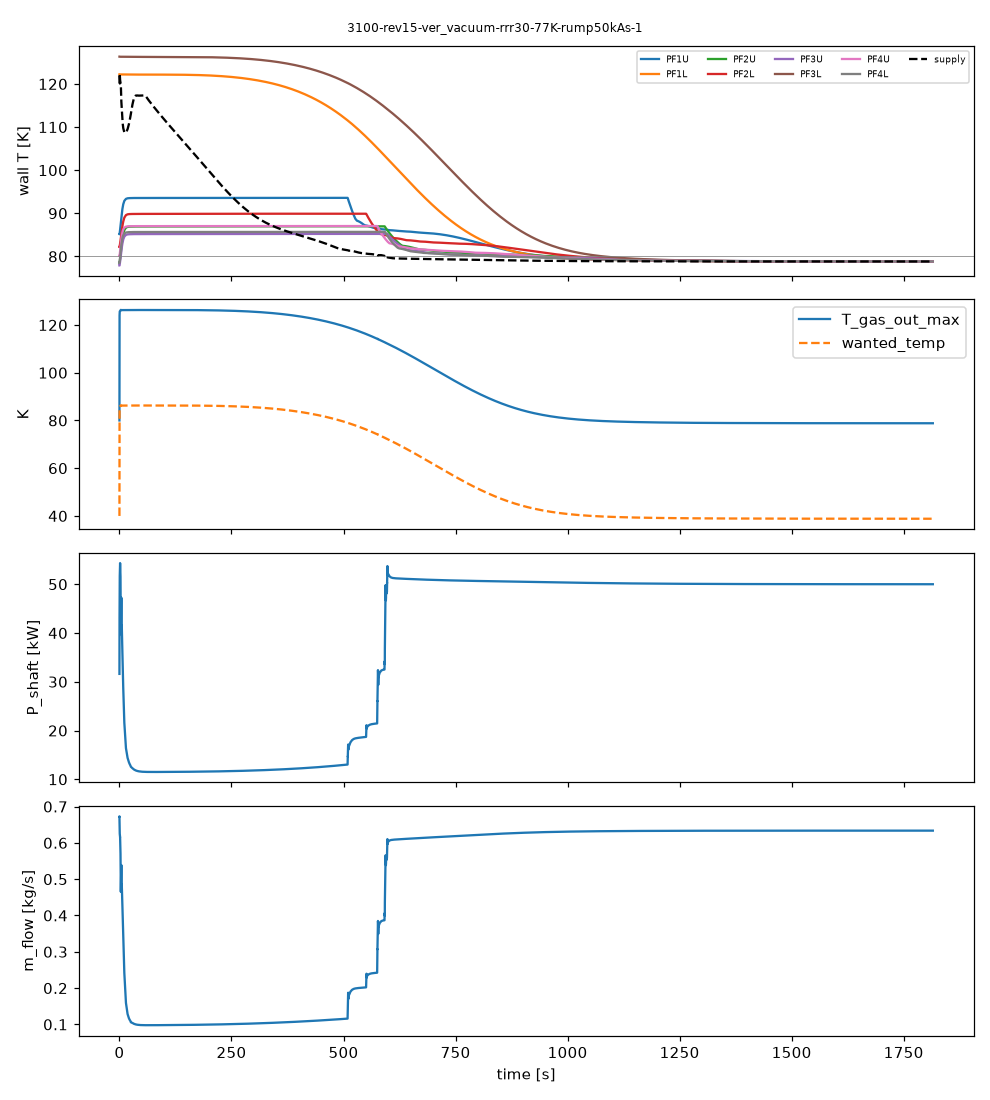 3100-rev15-ver_vacuum-rrr30-77K-rump50kAs-1
wall T [K]
120
110
100
90
80
PF1U PF2U PF3U PF4U supply
PF1L PF2L PF3L PF4L
K
120
100
80
60
40
T_gas_out_max
wanted_temp
P_shaft [kW]
50
40
30
20
10
m_flow [kg/s]
0.7
0.6
0.5
0.4
0.3
0.2
0.1
0 250 500 750 1000 1250 1500 1750
time [s]